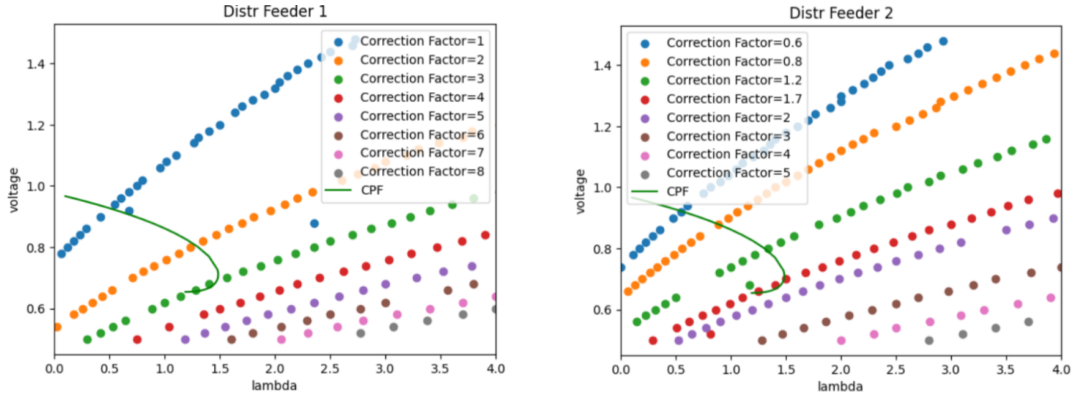 Distr Feeder 1
voltage
1.4
1.2
1.0
0.8
0.6
Correction Factor=1
Correction Factor=2
Correction Factor=3
Correction Factor=4
Correction Factor=5
Correction Factor=6
Correction Factor=7
Correction Factor=8
CPF
0.0 0.5 1.0 1.5 2.0 2.5 3.0 3.5 4.0
lambda
Distr Feeder 2
voltage
1.4
1.2
1.0
0.8
0.6
Correction Factor=0.6
Correction Factor=0.8
Correction Factor=1.2
Correction Factor=1.7
Correction Factor=2
Correction Factor=3
Correction Factor=4
Correction Factor=5
CPF
0.0 0.5 1.0 1.5 2.0 2.5 3.0 3.5 4.0
lambda